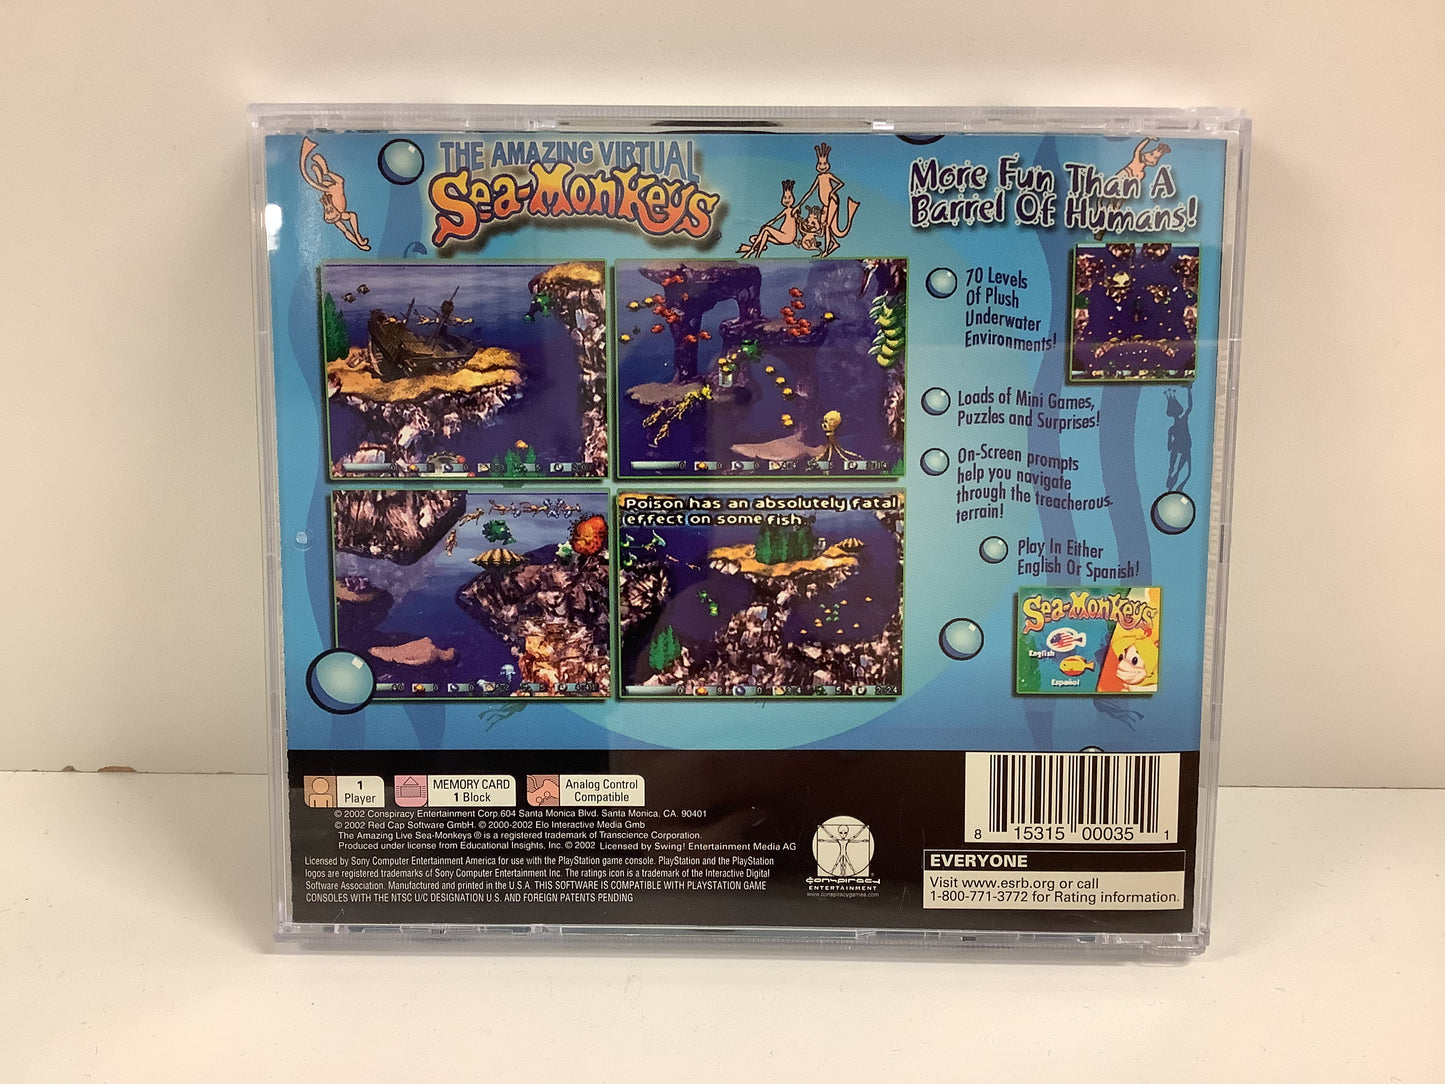 THE AMAZING VIRTUAL
Sea-Monkeys
More Fun Than A
Barrel Of Humans!
70 Levels
Of Plush
Underwater
Environments!
Loads of Mini Games,
Puzzles and Surprises!
On-Screen prompts
help you navigate
through the treacherous
terrain!
Play In Either
English Or Spanish!
Poison has an absolutely fatal
effect on some fish
Sea-Monkeys
English
Español
1
Player
MEMORY CARD
1 Block
Analog Control
Compatible
© 2002 Conspiracy Entertainment Corp.604 Santa Monica Blvd. Santa Monica, CA. 90401
© 2002 Red Cap Software GmbH. © 2000-2002 Elo Interactive Media Gmb
The Amazing Live Sea-Monkeys ® is a registered trademark of Transcience Corporation.
Produced under license from Educational Insights, Inc. © 2002 Licensed by Swing! Entertainment Media AG
Licensed by Sony Computer Entertainment America for use with the PlayStation game console. PlayStation and the PlayStation
logos are registered trademarks of Sony Computer Entertainment Inc. The ratings icon is a trademark of the Interactive Digital
Software Association. Manufactured and printed in the U.S.A. THIS SOFTWARE IS COMPATIBLE WITH PLAYSTATION GAME
CONSOLES WITH THE NTSC U/C DESIGNATION U.S. AND FOREIGN PATENTS PENDING
conspiracy
ENTERTAINMENT
www.conspiracygames.com
8 15315 00035 1
EVERYONE
Visit www.esrb.org or call
1-800-771-3772 for Rating information.